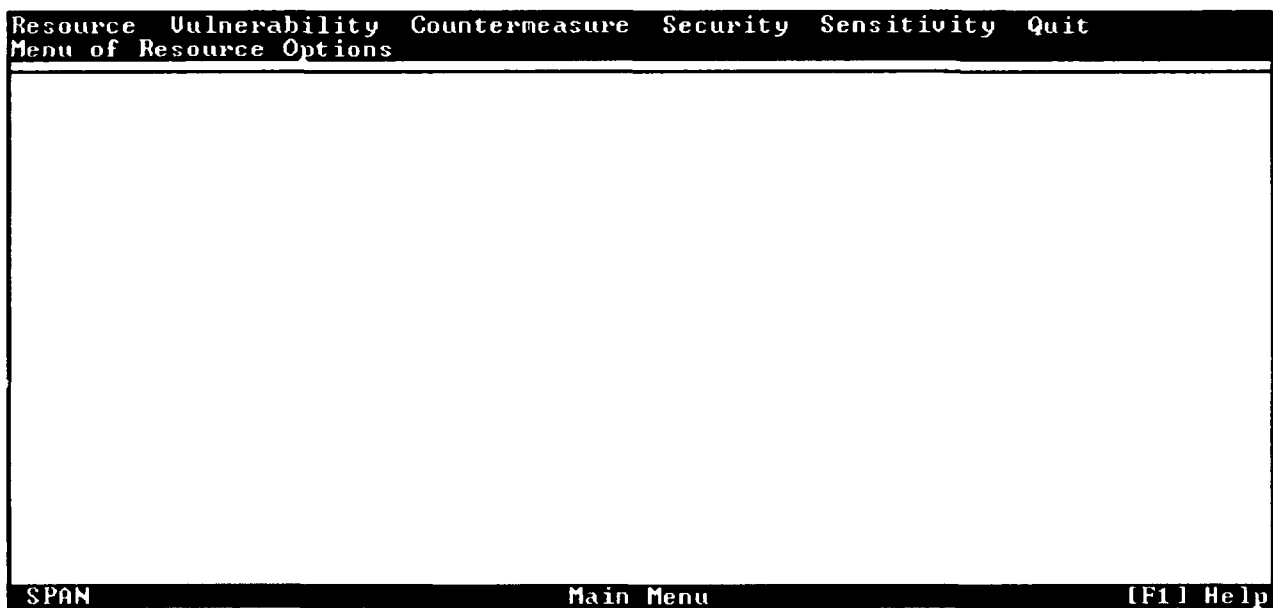 Resource Vulnerability Countermeasure Security Sensitivity Quit
Menu of Resource Options
SPAN Main Menu [F1] Help